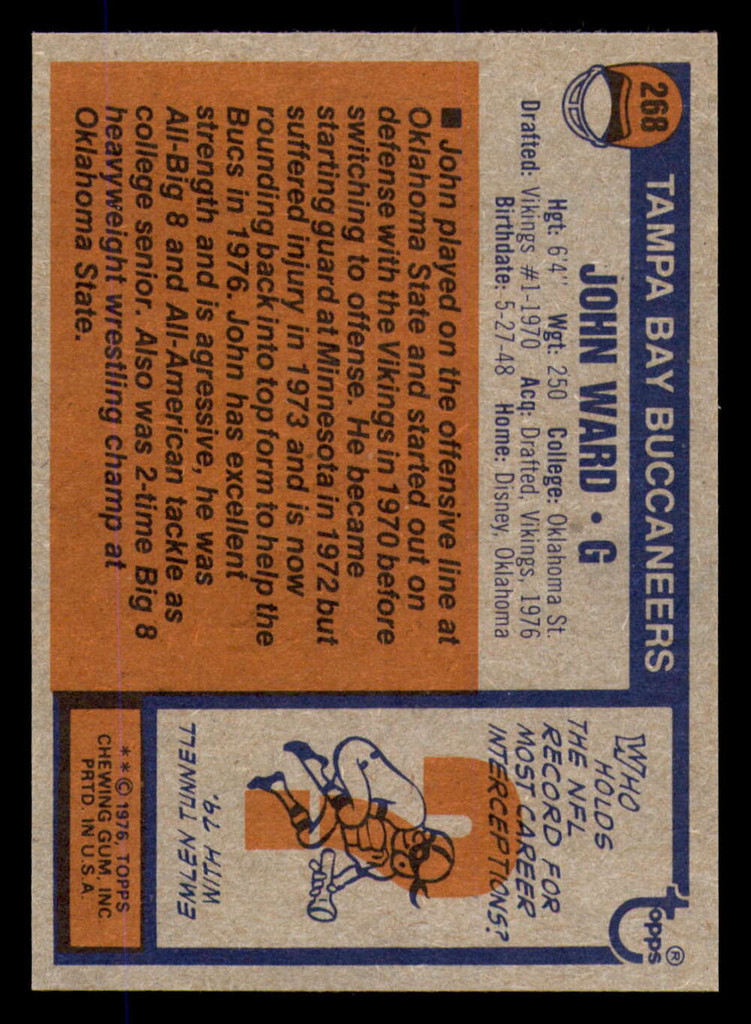 268
TAMPA BAY BUCCANEERS
JOHN WARD • G
Hgt: 6'4" Wgt: 250 College: Oklahoma St.
Drafted: Vikings #1-1970 Acq: Drafted, Vikings, 1976
Birthdate: 5-27-48 Home: Disney, Oklahoma
■ John played on the offensive line at
Oklahoma State and started out on
defense with the Vikings in 1970 before
switching to offense. He became
starting guard at Minnesota in 1972 but
suffered injury in 1973 and is now
rounding back into top form to help the
Bucs in 1976. John has excellent
strength and is agressive, he was
All-Big 8 and All-American tackle as
college senior. Also was 2-time Big 8
heavyweight wrestling champ at
Oklahoma State.
topps®
WHO
HOLDS
THE NFL
RECORD FOR
MOST CAREER
INTERCEPTIONS?
EMLEN TUNNELL
WITH 79.
**© 1976, TOPPS
CHEWING GUM, INC.
PRTD. IN U.S.A.